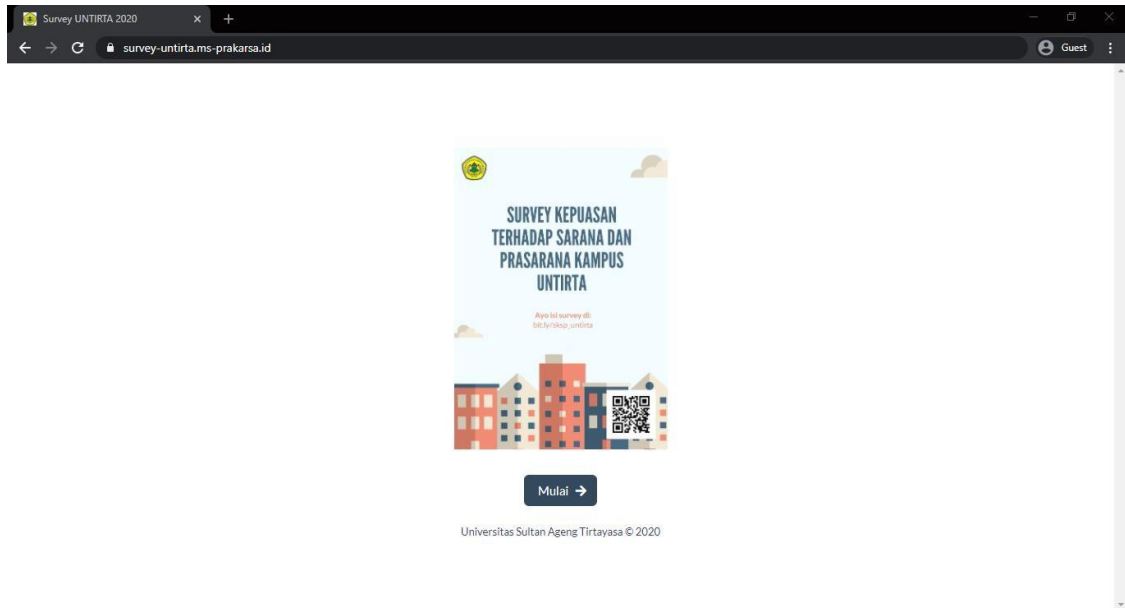 Survey UNTIRTA 2020
survey-untirta.ms-prakarsa.id
Guest
SURVEY KEPUASAN
TERHADAP SARANA DAN
PRASARANA KAMPUS
UNTIRTA
Ayo isi survey di:
bit.ly/sksp_untirta
Mulai
Universitas Sultan Ageng Tirtayasa © 2020